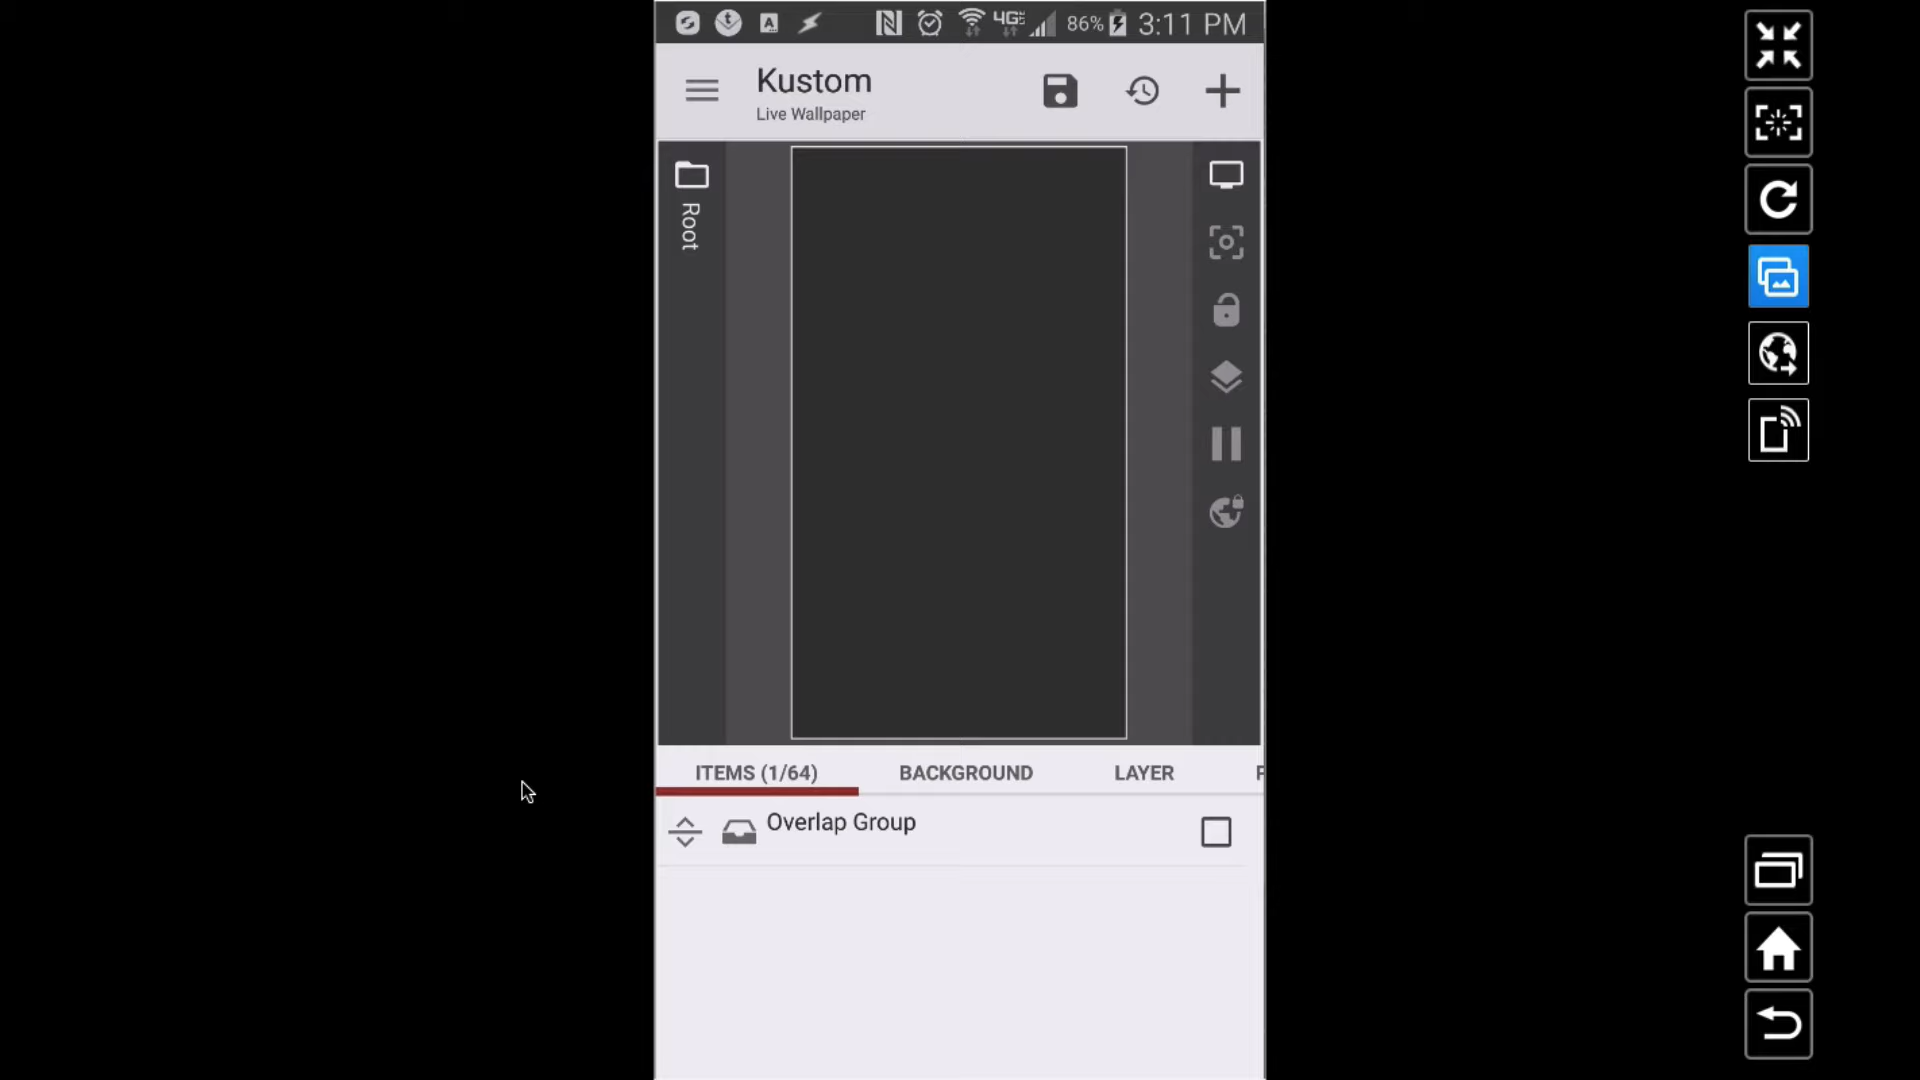 86% 3:11 PM
Kustom
Live Wallpaper
Root
ITEMS (1/64) BACKGROUND LAYER
Overlap Group